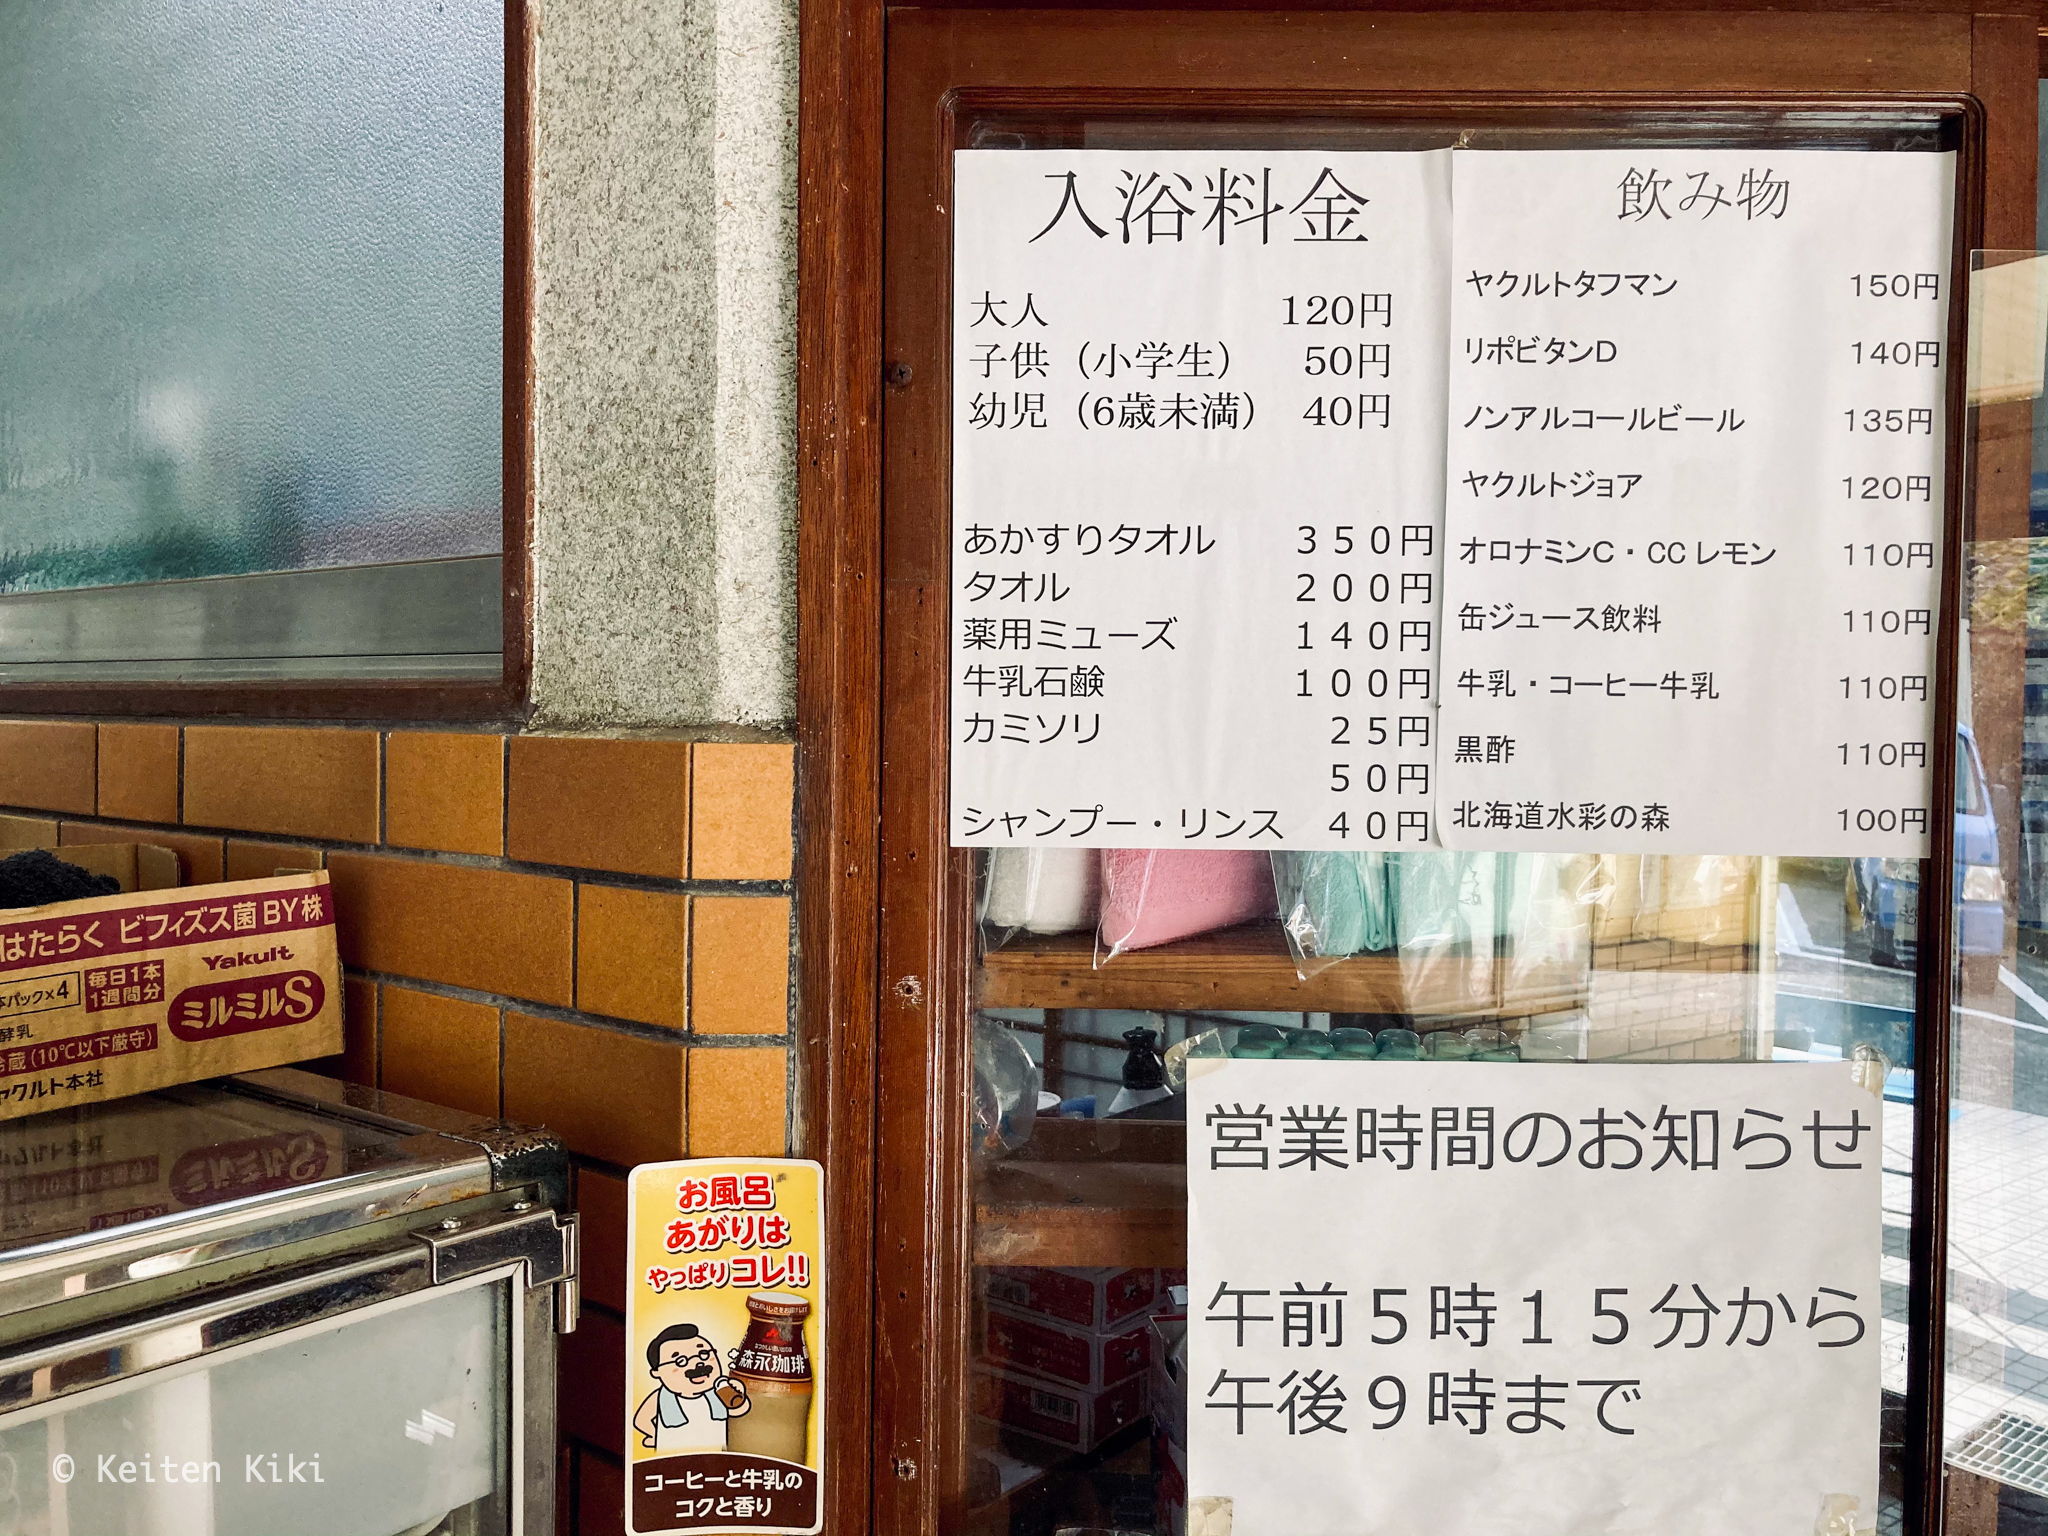 入浴料金
大人 120円
子供（小学生） 50円
幼児（6歳未満） 40円
あかすりタオル 350円
タオル 200円
薬用ミューズ 140円
牛乳石鹸 100円
カミソリ 25円
50円
シャンプー・リンス 40円
飲み物
ヤクルトタフマン 150円
リポビタンD 140円
ノンアルコールビール 135円
ヤクルトジョア 120円
オロナミンC・CCレモン 110円
缶ジュース飲料 110円
牛乳・コーヒー牛乳 110円
黒酢 110円
北海道水彩の森 100円
営業時間のお知らせ
午前5時15分から
午後9時まで
はたらく ビフィズス菌BY株
Yakult
本パック×4
毎日1本
1週間分
ミルミルS
酵乳
冷蔵(10℃以下厳守)
ヤクルト本社
お風呂
あがりは
やっぱりコレ!!
森永珈琲
コーヒーと牛乳の
コクと香り
© Keiten Kiki